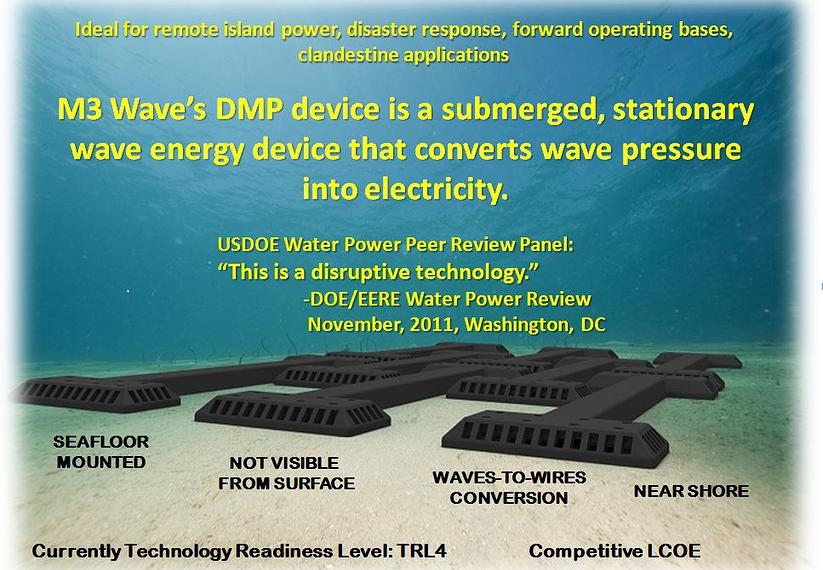 Ideal for remote island power, disaster response, forward operating bases,
clandestine applications
M3 Wave's DMP device is a submerged, stationary
wave energy device that converts wave pressure
into electricity.
USDOE Water Power Peer Review Panel:
“This is a disruptive technology.”
-DOE/EERE Water Power Review
November, 2011, Washington, DC
SEAFLOOR
MOUNTED
NOT VISIBLE
FROM SURFACE
WAVES-TO-WIRES
CONVERSION
NEAR SHORE
Currently Technology Readiness Level: TRL4
Competitive LCOE